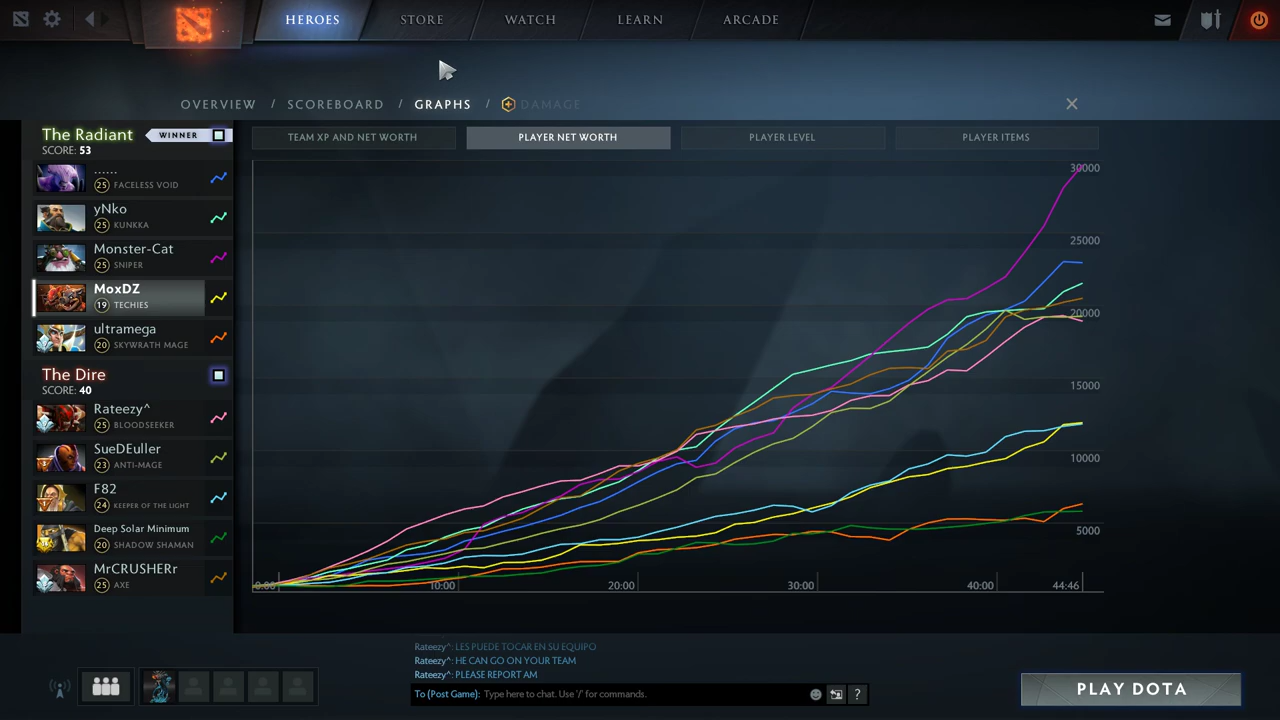 HEROES
STORE
WATCH
LEARN
ARCADE
OVERVIEW / SCOREBOARD / GRAPHS / DAMAGE
The Radiant WINNER
SCORE: 53
......
25 FACELESS VOID
yNko
25 KUNKKA
Monster-Cat
25 SNIPER
MoxDZ
19 TECHIES
ultramega
20 SKYWRATH MAGE
The Dire
SCORE: 40
Rateezy^
25 BLOODSEEKER
SueDEuller
23 ANTI-MAGE
F82
24 KEEPER OF THE LIGHT
Deep Solar Minimum
20 SHADOW SHAMAN
MrCRUSHERr
25 AXE
TEAM XP AND NET WORTH
PLAYER NET WORTH
PLAYER LEVEL
PLAYER ITEMS
30000
25000
20000
15000
10000
5000
0:00 10:00 20:00 30:00 40:00 44:46
Rateezy^: LES PUEDE TOCAR EN SU EQUIPO
Rateezy^: HE CAN GO ON YOUR TEAM
Rateezy^: PLEASE REPORT AM
To (Post Game): Type here to chat. Use '/' for commands.
?
PLAY DOTA